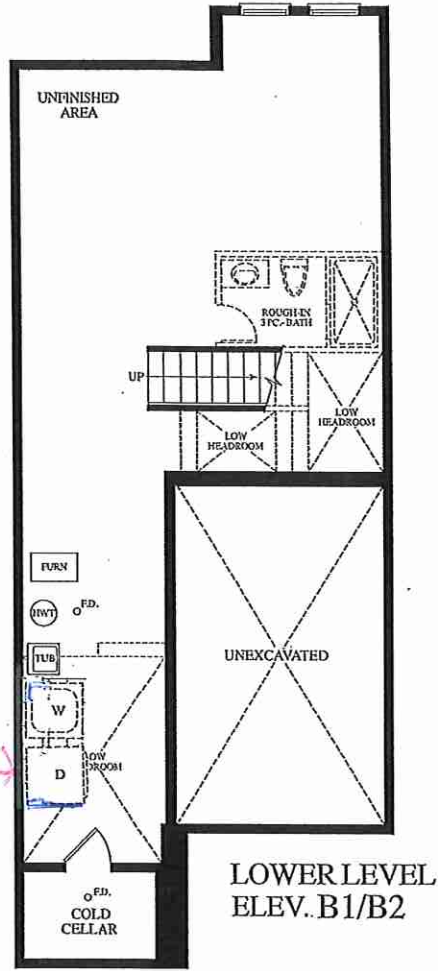 UNFINISHED
AREA
ROUGH-IN
3 PC.- BATH
UP
LOW
HEADROOM
LOW
HEADROOM
FURN
HWT
F.D.
TUB
UNEXCAVATED
W
D
F.D.
COLD
CELLAR
LOWER LEVEL
ELEV.. B1/B2